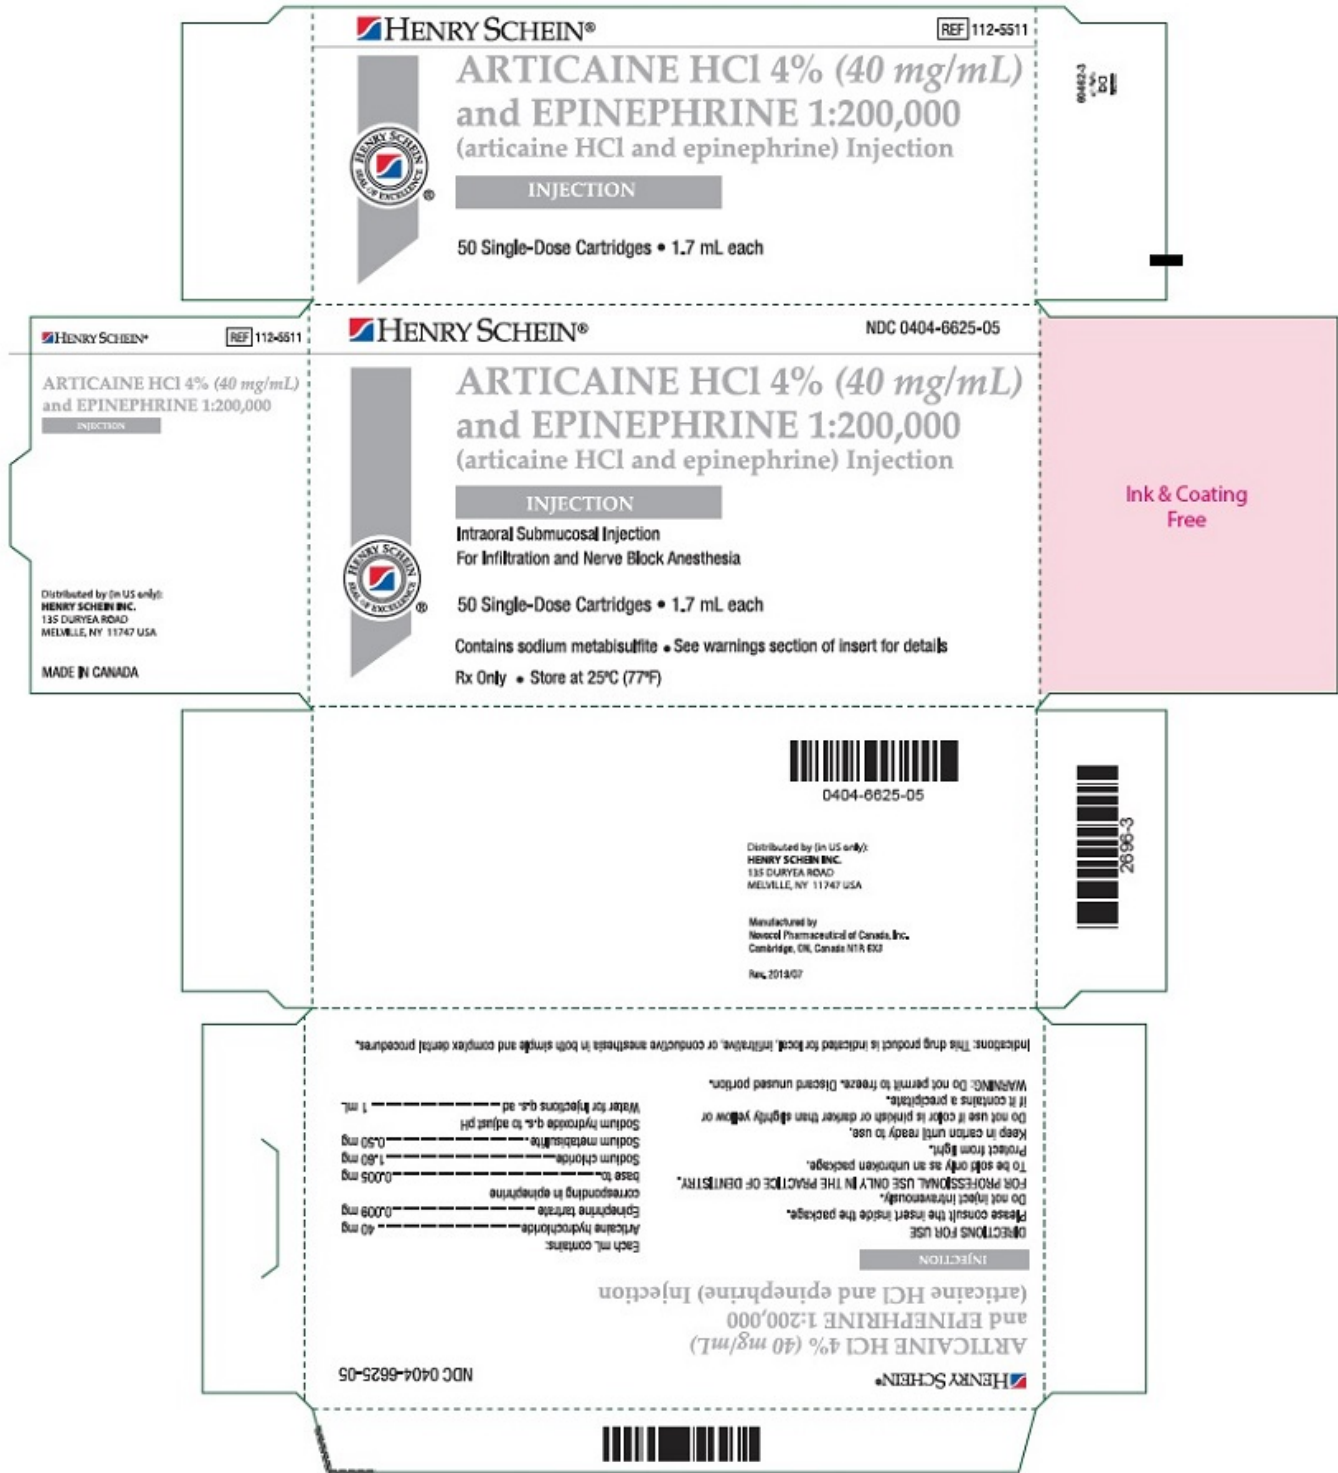 HENRY SCHEIN®
REF 112-5511
ARTICAINE HCl 4% (40 mg/mL)
and EPINEPHRINE 1:200,000
(articaine HCl and epinephrine) Injection
INJECTION
HENRY SCHEIN
SEAL OF EXCELLENCE
®
50 Single-Dose Cartridges • 1.7 mL each
HENRY SCHEIN®
REF 112-5511
ARTICAINE HCl 4% (40 mg/mL)
and EPINEPHRINE 1:200,000
INJECTION
Distributed by (in US only):
HENRY SCHEIN INC.
135 DURYEA ROAD
MELVILLE, NY 11747 USA
MADE IN CANADA
HENRY SCHEIN®
NDC 0404-6625-05
ARTICAINE HCl 4% (40 mg/mL)
and EPINEPHRINE 1:200,000
(articaine HCl and epinephrine) Injection
INJECTION
Intraoral Submucosal Injection
For Infiltration and Nerve Block Anesthesia
HENRY SCHEIN
SEAL OF EXCELLENCE
®
50 Single-Dose Cartridges • 1.7 mL each
Contains sodium metabisulfite • See warnings section of insert for details
Rx Only • Store at 25ºC (77ºF)
Ink & Coating
Free
0404-6625-05
2696-3
Distributed by (in US only):
HENRY SCHEIN INC.
135 DURYEA ROAD
MELVILLE, NY 11747 USA
Manufactured by
Novocol Pharmaceutical of Canada, Inc.
Cambridge, ON, Canada
HENRY SCHEIN®
NDC 0404-6625-05
ARTICAINE HCl 4% (40 mg/mL)
and EPINEPHRINE 1:200,000
(articaine HCl and epinephrine) Injection
INJECTION
DIRECTIONS FOR USE
Please consult the insert inside the package.
Do not inject intravenously.
FOR PROFESSIONAL USE ONLY IN THE PRACTICE OF DENTISTRY.
To be sold only as an unbroken package.
Protect from light.
Keep in carton until ready to use.
Do not use if color is pinkish or darker than slightly yellow or
if it contains a precipitate.
WARNING: Do not permit to freeze. Discard unused portion.
Each mL contains:
Articaine hydrochloride 40 mg
Epinephrine tartrate 0.009 mg
corresponding in epinephrine
base to 0.005 mg
Sodium chloride 1.60 mg
Sodium metabisulfite 0.50 mg
Sodium hydroxide q.s. to adjust pH
Water for injections q.s. ad 1 mL
Indications: This drug product is indicated for local, infiltrative, or conductive anesthesia in both simple and complex dental procedures.